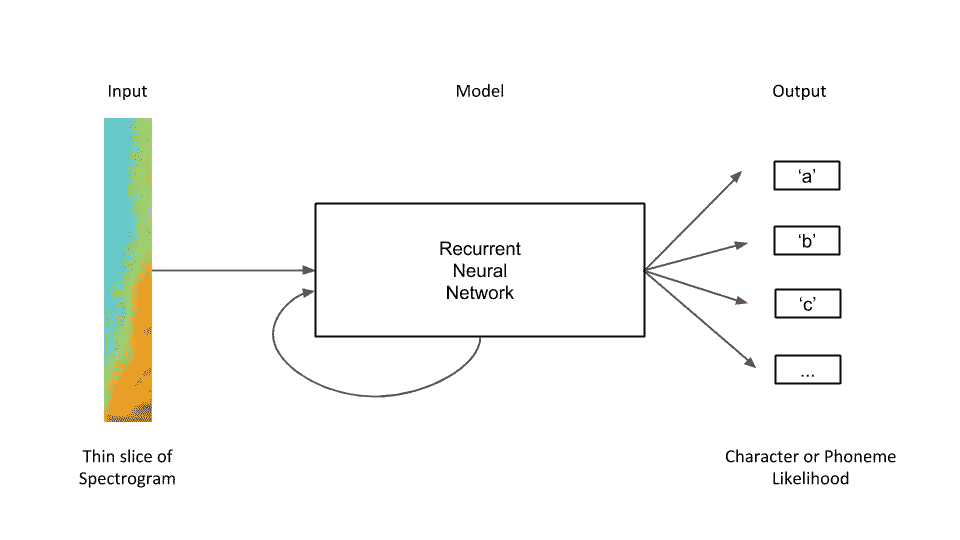 Input
Model
Output
‘a’
Recurrent
Neural
Network
‘b’
‘c’
...
Thin slice of
Spectrogram
Character or Phoneme
Likelihood